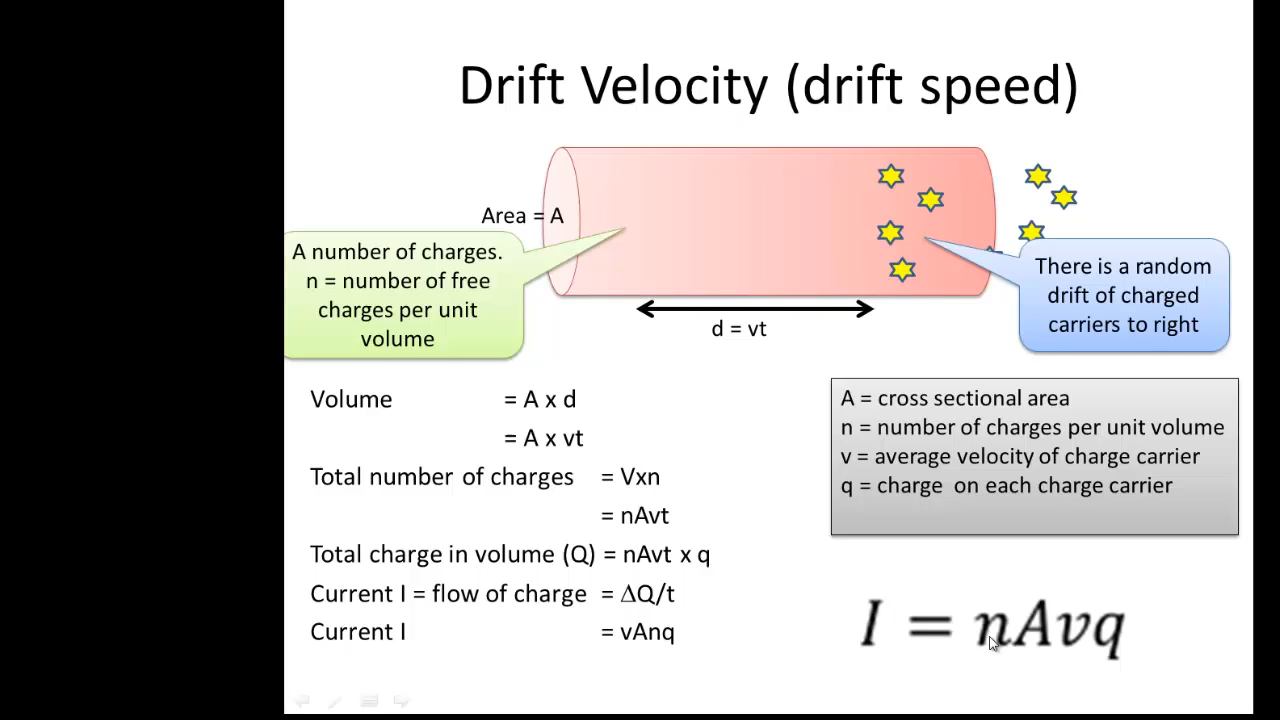 Drift Velocity (drift speed)
Area = A
A number of charges.
n = number of free
charges per unit
volume
There is a random
drift of charged
carriers to right
d = vt
Volume = A x d
= A x vt
Total number of charges = Vxn
= nAvt
Total charge in volume (Q) = nAvt x q
Current I = flow of charge = ∆Q/t
Current I = vAnq
A = cross sectional area
n = number of charges per unit volume
v = average velocity of charge carrier
q = charge on each charge carrier
I = nAvq